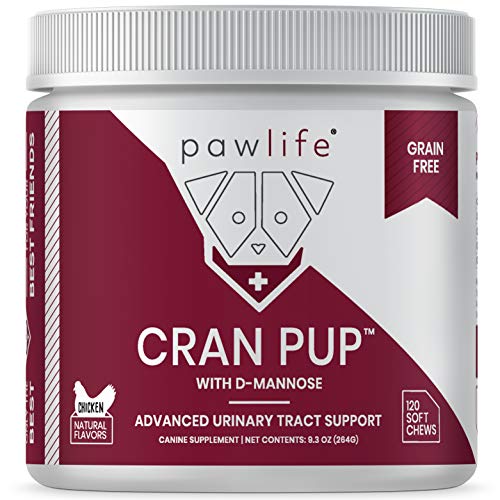 pawlife®
GRAIN
FREE
CRAN PUP™
WITH D-MANNOSE
ADVANCED URINARY TRACT SUPPORT
CANINE SUPPLEMENT | NET CONTENTS: 9.3 OZ (264G)
CHICKEN
NATURAL
FLAVORS
120
SOFT
CHEWS
BEST FRIENDS
BEST